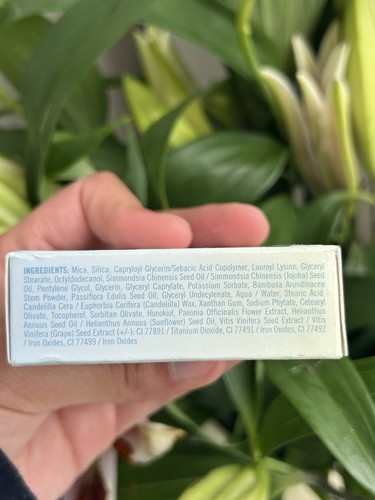 INGREDIENTS: Mica, Silica, Capryloyl Glycerin/Sebacic Acid Copolymer, Lauroyl Lysine, Glyceryl
Stearate, Octyldodecanol, Simmondsia Chinensis Seed Oil / Simmondsia Chinensis (Jojoba) Seed
Oil, Pentylene Glycol, Glycerin, Glyceryl Caprylate, Potassium Sorbate, Bambusa Arundinacea
Stem Powder, Passiflora Edulis Seed Oil, Glyceryl Undecylenate, Aqua / Water, Stearic Acid,
Candelilla Cera / Euphorbia Cerifera (Candelilla) Wax, Xanthan Gum, Sodium Phytate, Cetearyl
Olivate, Tocopherol, Sorbitan Olivate, Honokiol, Paeonia Officinalis Flower Extract, Helianthus
Annuus Seed Oil / Helianthus Annuus (Sunflower) Seed Oil, Vitis Vinifera Seed Extract / Vitis
Vinifera (Grape) Seed Extract (+/-): CI 77891 / Titanium Dioxide, CI 77491 / Iron Oxides, CI 77492
/ Iron Oxides, CI 77499 / Iron Oxides